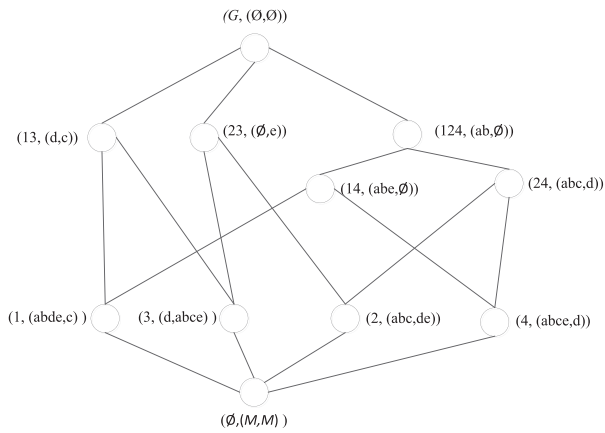 (G, (Ø,Ø))
(13, (d,c))
(23, (Ø,e))
(124, (ab,Ø))
(14, (abe,Ø))
(24, (abc,d))
(1, (abde,c) )
(3, (d,abce) )
(2, (abc,de))
(4, (abce,d))
(Ø,(M,M) )